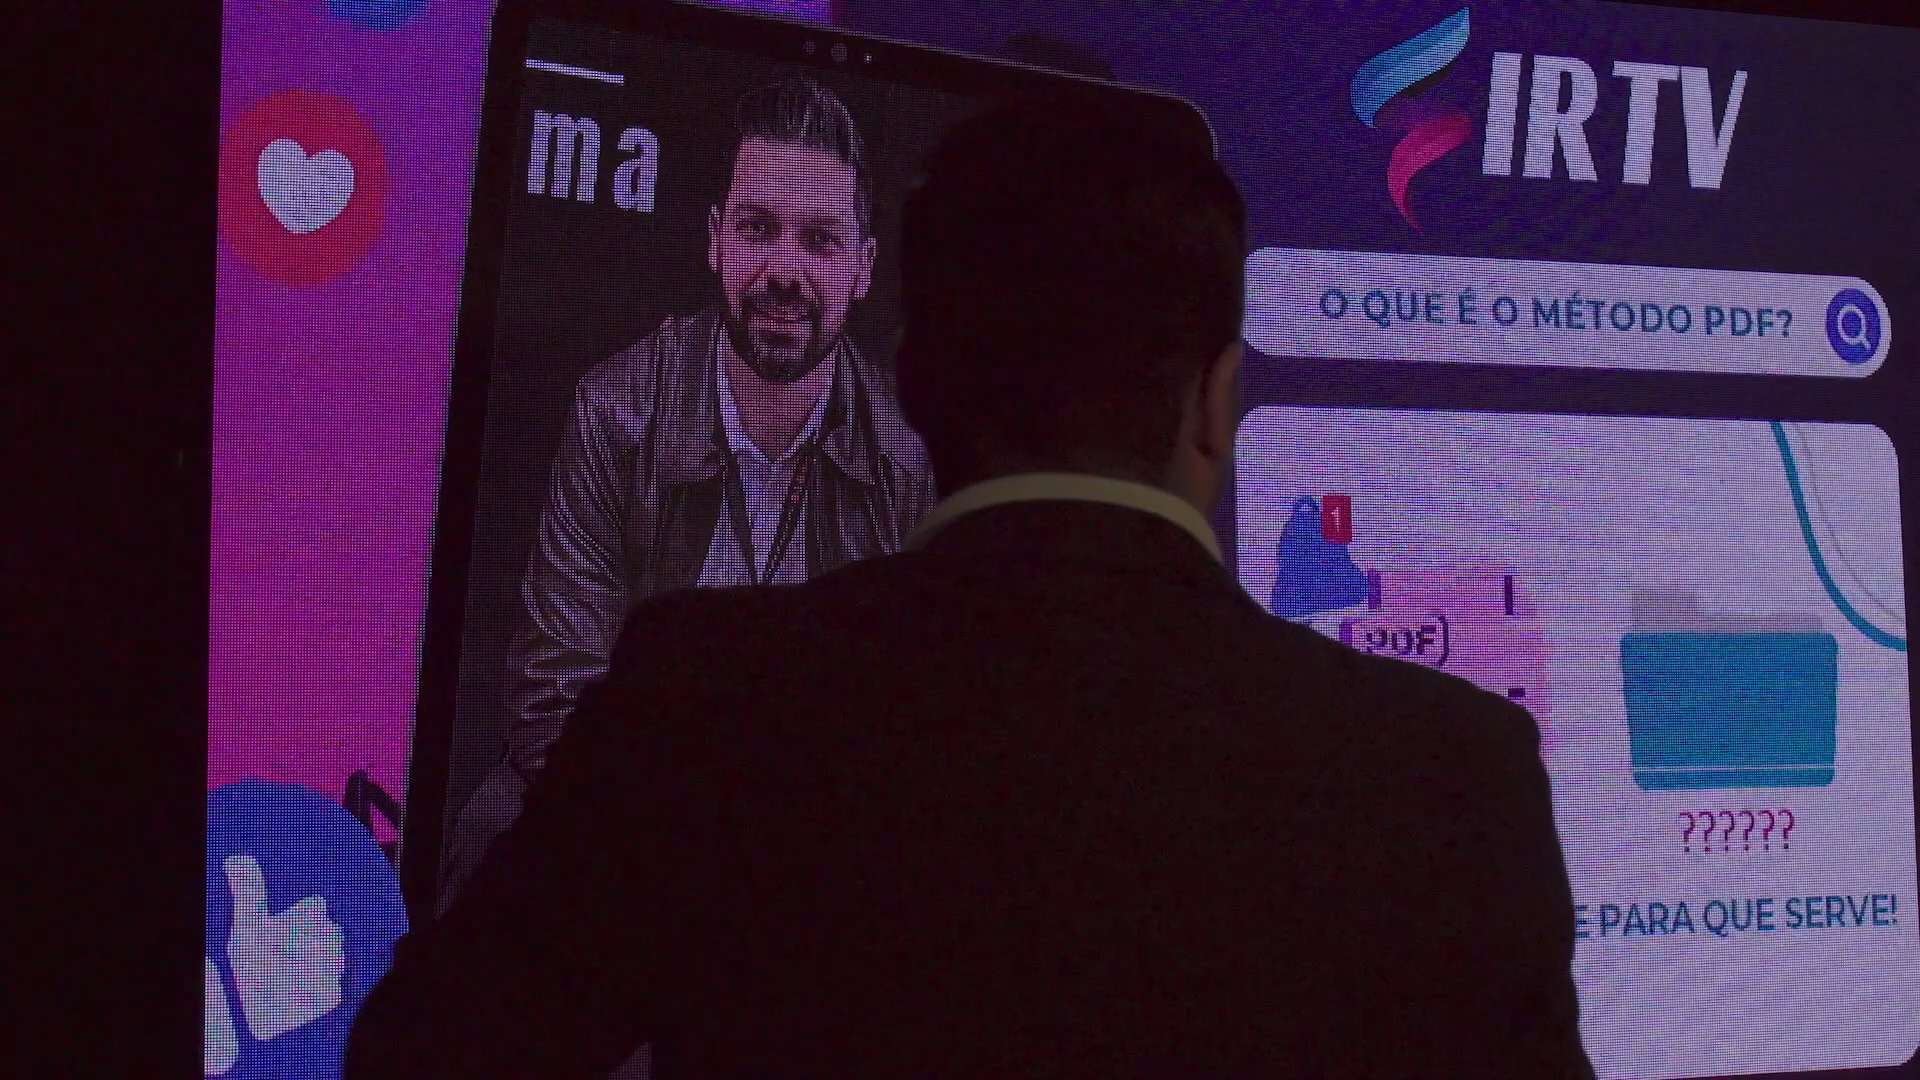 ma
IRTV
O QUE É O MÉTODO PDF?
1
(PDF)
??????
E PARA QUE SERVE!